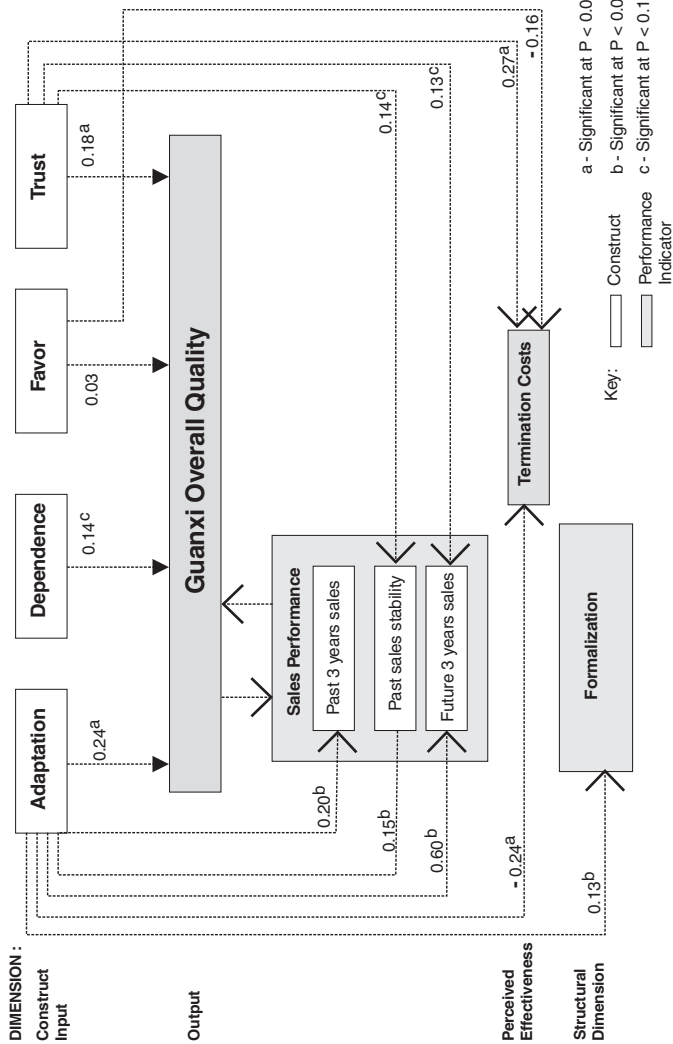 DIMENSION :
Construct
Input
Adaptation
Dependence
Favor
Trust
0.24a
0.14c
0.03
0.18a
Output
Guanxi Overall Quality
Sales Performance
Past 3 years sales
Past sales stability
Future 3 years sales
0.20b
0.15b
0.60b
0.14c
0.13c
Perceived
Effectiveness
- 0.24a
Termination Costs
0.27a
- 0.16
Structural
Dimension
0.13b
Formalization
Key:
Construct
Performance
Indicator
a - Significant at P < 0.0
b - Significant at P < 0.0
c - Significant at P < 0.1